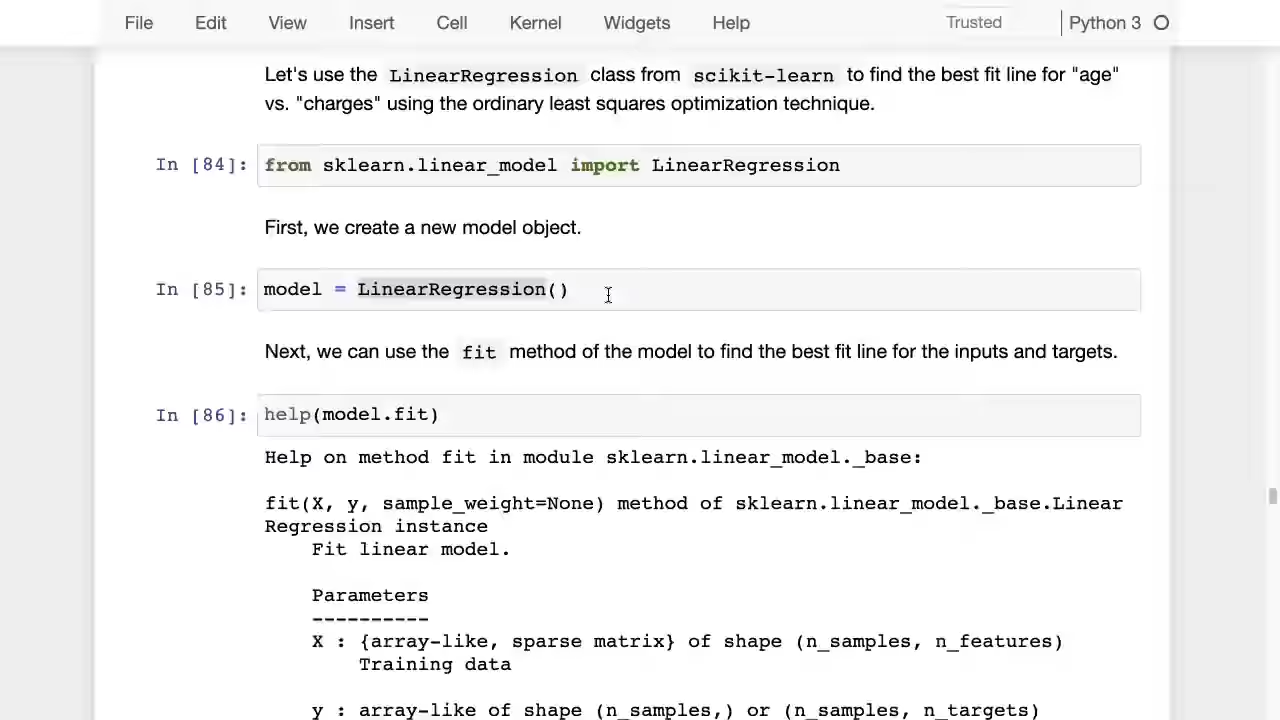 File Edit View Insert Cell Kernel Widgets Help Trusted Python 3
Let's use the LinearRegression class from scikit-learn to find the best fit line for "age"
vs. "charges" using the ordinary least squares optimization technique.
In [84]: from sklearn.linear_model import LinearRegression
First, we create a new model object.
In [85]: model = LinearRegression()
Next, we can use the fit method of the model to find the best fit line for the inputs and targets.
In [86]: help(model.fit)
Help on method fit in module sklearn.linear_model._base:
fit(X, y, sample_weight=None) method of sklearn.linear_model._base.Linear
Regression instance
Fit linear model.
Parameters
----------
X : {array-like, sparse matrix} of shape (n_samples, n_features)
Training data
y : array-like of shape (n_samples,) or (n_samples, n_targets)